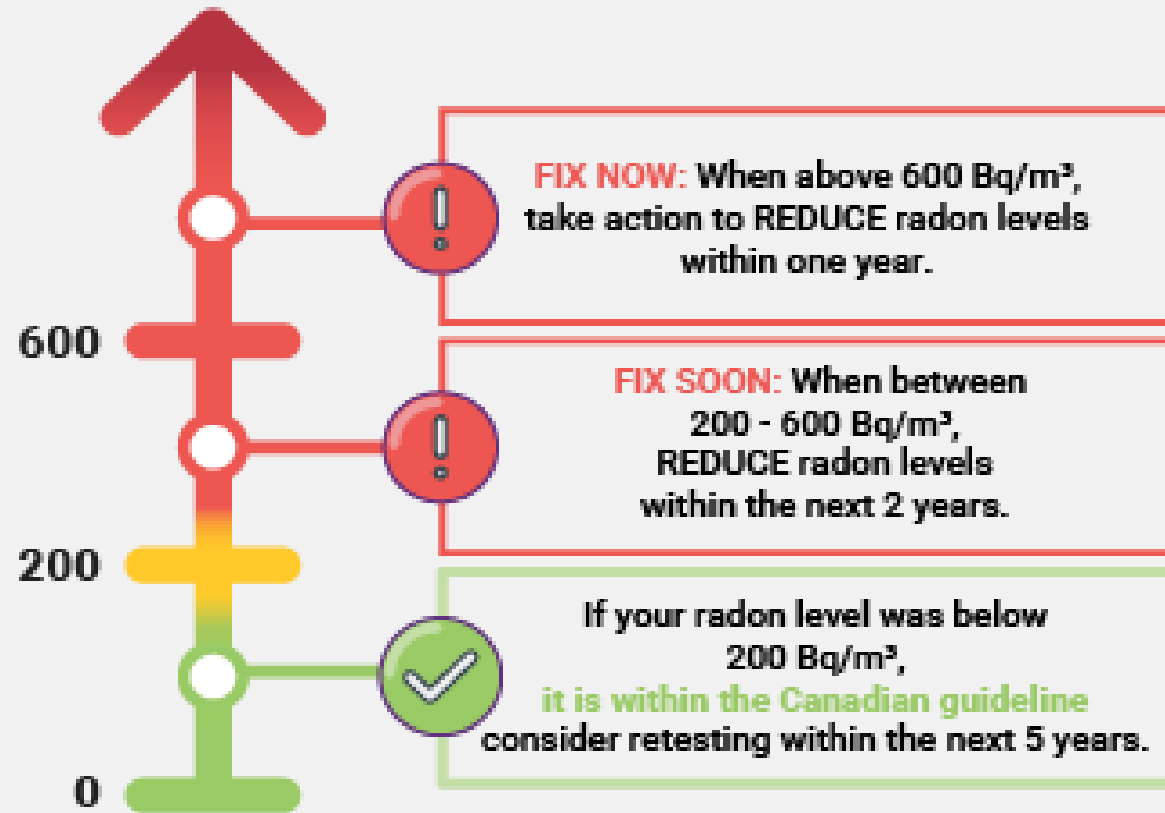 FIX NOW: When above 600 Bq/m³,
take action to REDUCE radon levels
within one year.
600
FIX SOON: When between
200 - 600 Bq/m³,
REDUCE radon levels
within the next 2 years.
200
If your radon level was below
200 Bq/m³,
it is within the Canadian guideline
consider retesting within the next 5 years.
0